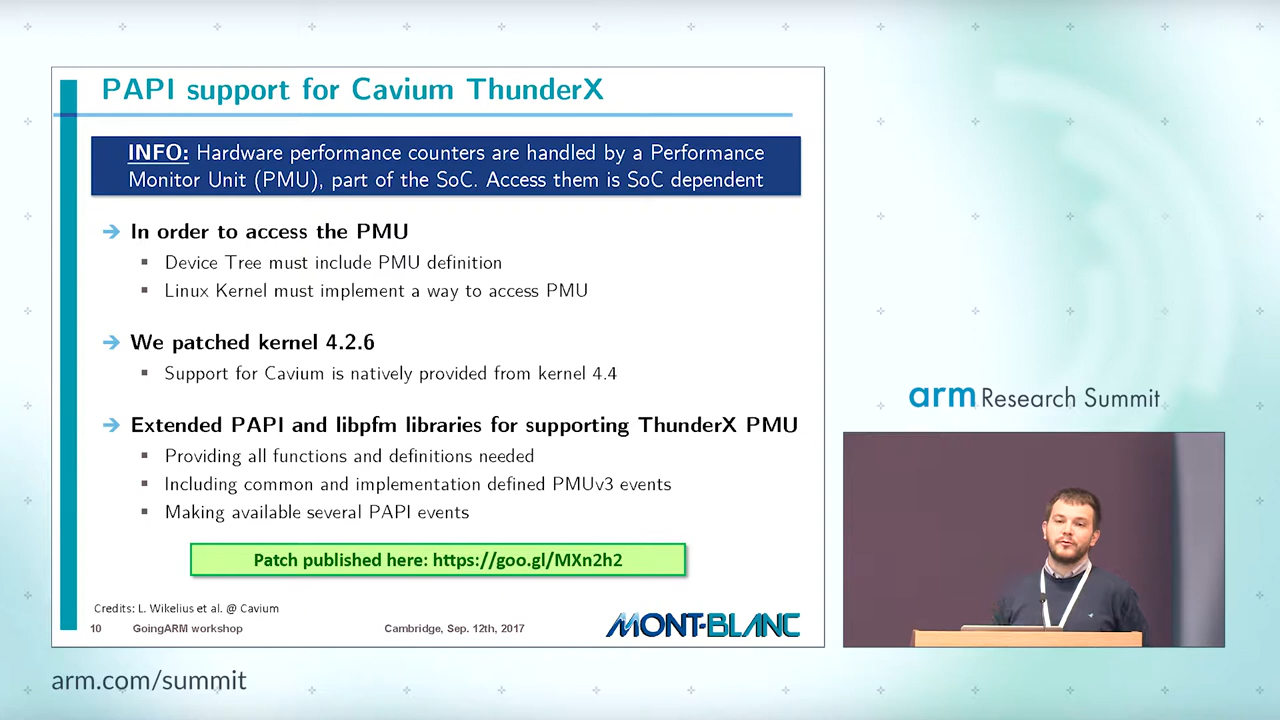 PAPI support for Cavium ThunderX
INFO: Hardware performance counters are handled by a Performance
Monitor Unit (PMU), part of the SoC. Access them is SoC dependent
In order to access the PMU
Device Tree must include PMU definition
Linux Kernel must implement a way to access PMU
We patched kernel 4.2.6
Support for Cavium is natively provided from kernel 4.4
Extended PAPI and libpfm libraries for supporting ThunderX PMU
Providing all functions and definitions needed
Including common and implementation defined PMUv3 events
Making available several PAPI events
Patch published here: https://goo.gl/MXn2h2
Credits: L. Wikelius et al. @ Cavium
10 GoingARM workshop Cambridge, Sep. 12th, 2017 MONT-BLANC
arm Research Summit
arm.com/summit